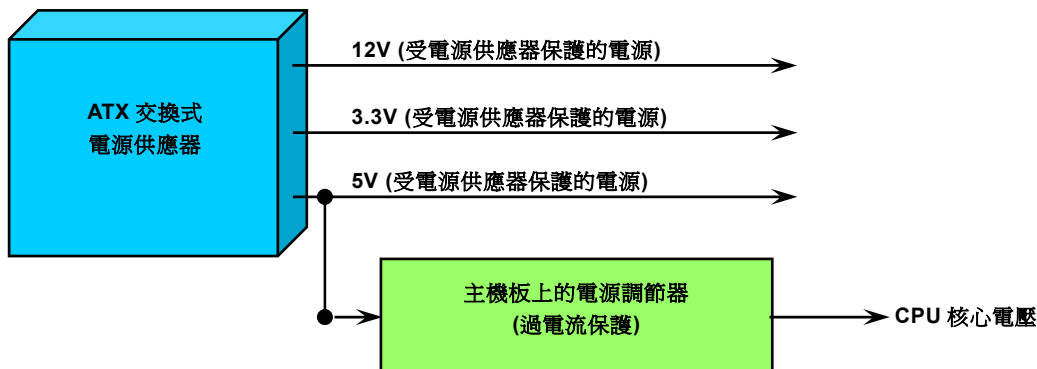 12V (受電源供應器保護的電源)
ATX 交換式
電源供應器
3.3V (受電源供應器保護的電源)
5V (受電源供應器保護的電源)
主機板上的電源調節器
(過電流保護)
CPU 核心電壓